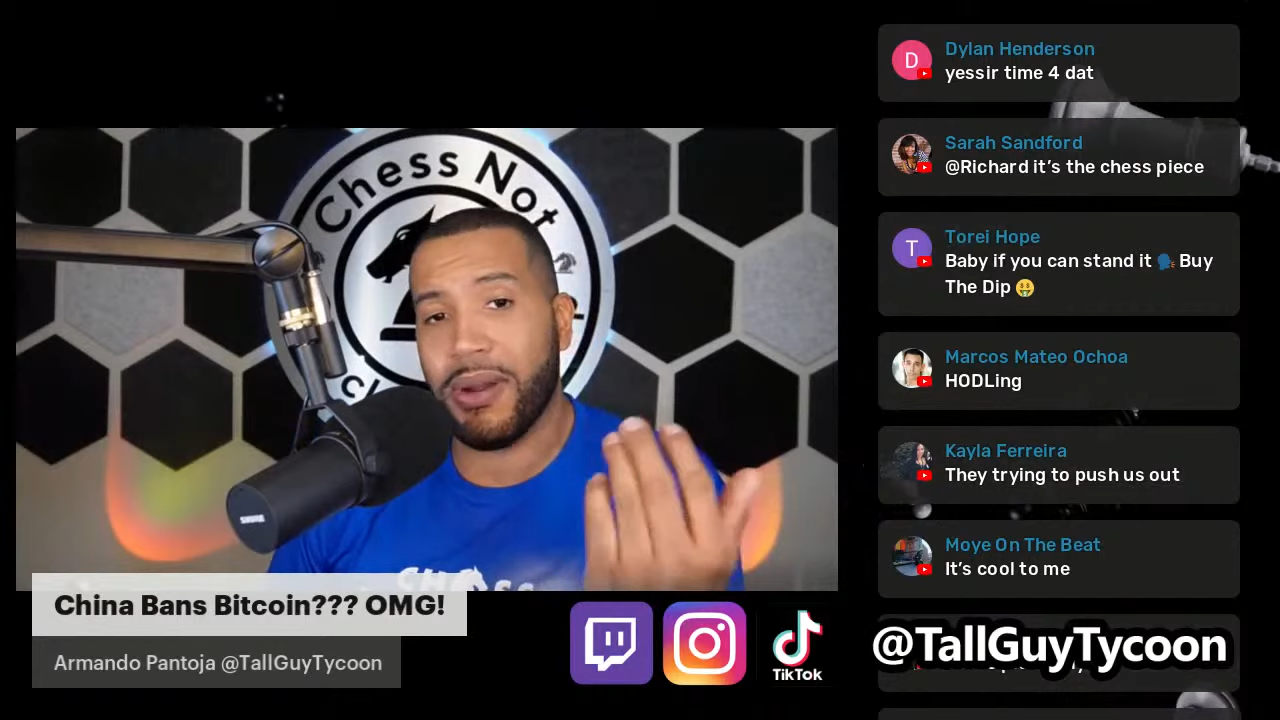 Chess Not
SHURE
China Bans Bitcoin??? OMG!
Armando Pantoja @TallGuyTycoon
TikTok
D
Dylan Henderson
yessir time 4 dat
Sarah Sandford
@Richard it’s the chess piece
T
Torei Hope
Baby if you can stand it 🗣 Buy
The Dip 🤑
Marcos Mateo Ochoa
HODLing
Kayla Ferreira
They trying to push us out
Moye On The Beat
It’s cool to me
@TallGuyTycoon